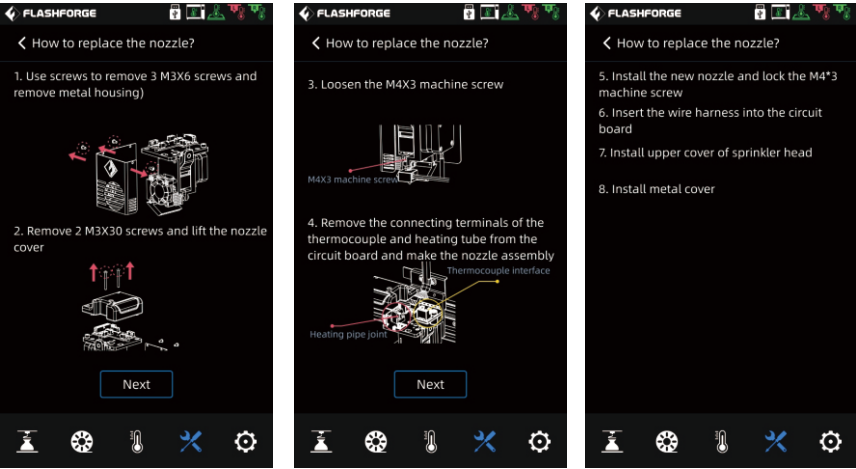 FLASHFORGE
How to replace the nozzle?
1. Use screws to remove 3 M3X6 screws and
remove metal housing)
2. Remove 2 M3X30 screws and lift the nozzle
cover
Next
FLASHFORGE
How to replace the nozzle?
3. Loosen the M4X3 machine screw
M4X3 machine screw
4. Remove the connecting terminals of the
thermocouple and heating tube from the
circuit board and make the nozzle assembly
Thermocouple interface
Heating pipe joint
Next
FLASHFORGE
How to replace the nozzle?
5. Install the new nozzle and lock the M4*3
machine screw
6. Insert the wire harness into the circuit
board
7. Install upper cover of sprinkler head
8. Install metal cover